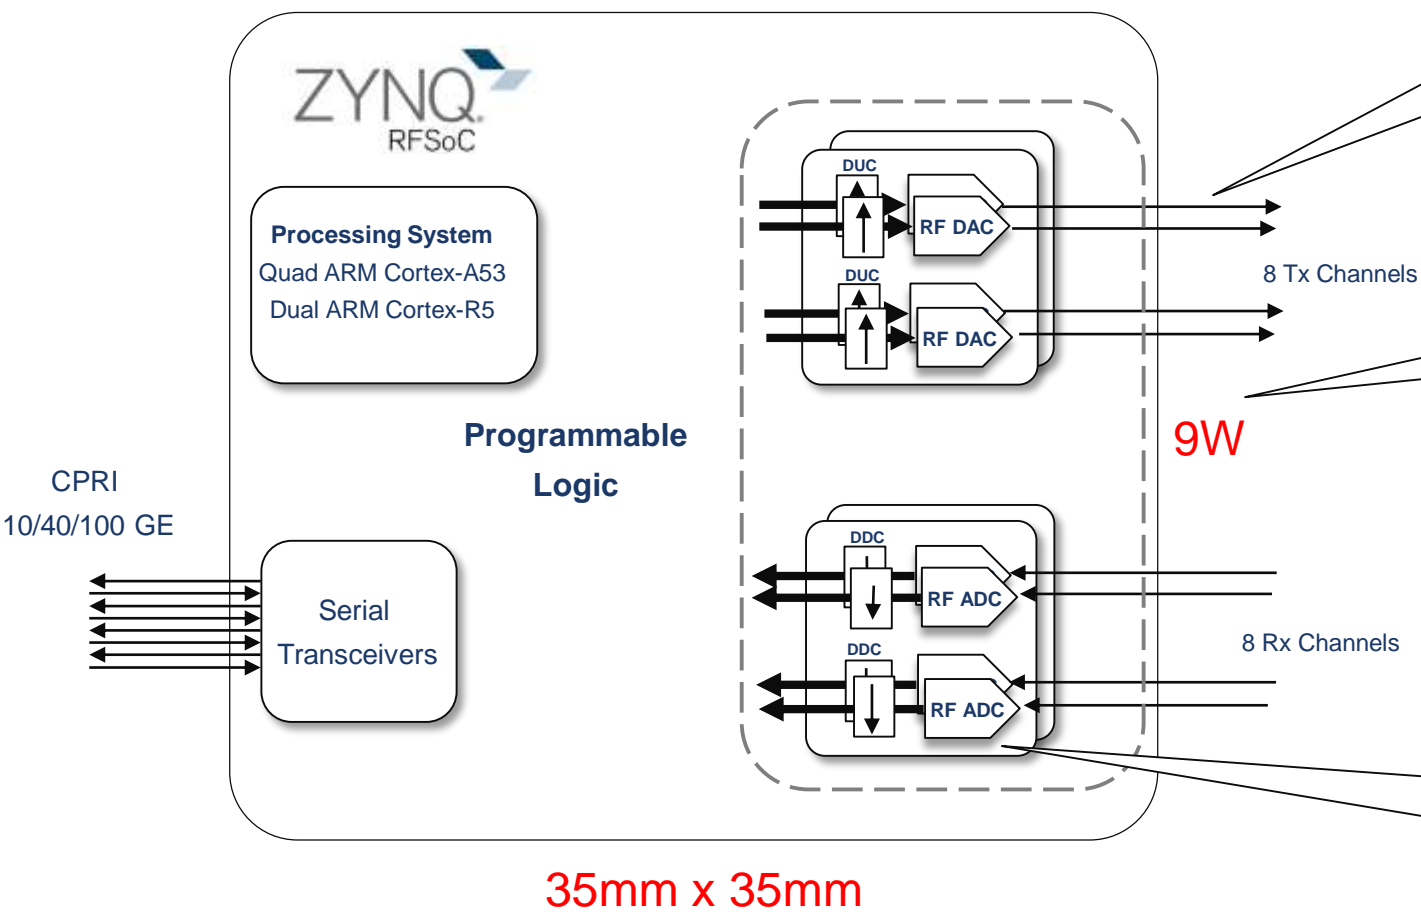 ZYNQ.
RFSoC
Processing System
Quad ARM Cortex-A53
Dual ARM Cortex-R5
Programmable
Logic
CPRI
10/40/100 GE
Serial
Transceivers
DUC
RF DAC
DUC
RF DAC
8 Tx Channels
9W
DDC
RF ADC
DDC
RF ADC
8 Rx Channels
35mm x 35mm